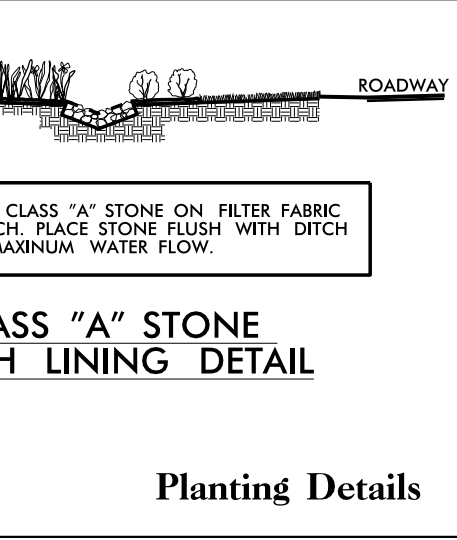 ROADWAY
CLASS "A" STONE ON FILTER FABRIC
CH. PLACE STONE FLUSH WITH DITCH
MAXINUM WATER FLOW.
ASS "A" STONE
H LINING DETAIL
Planting Details